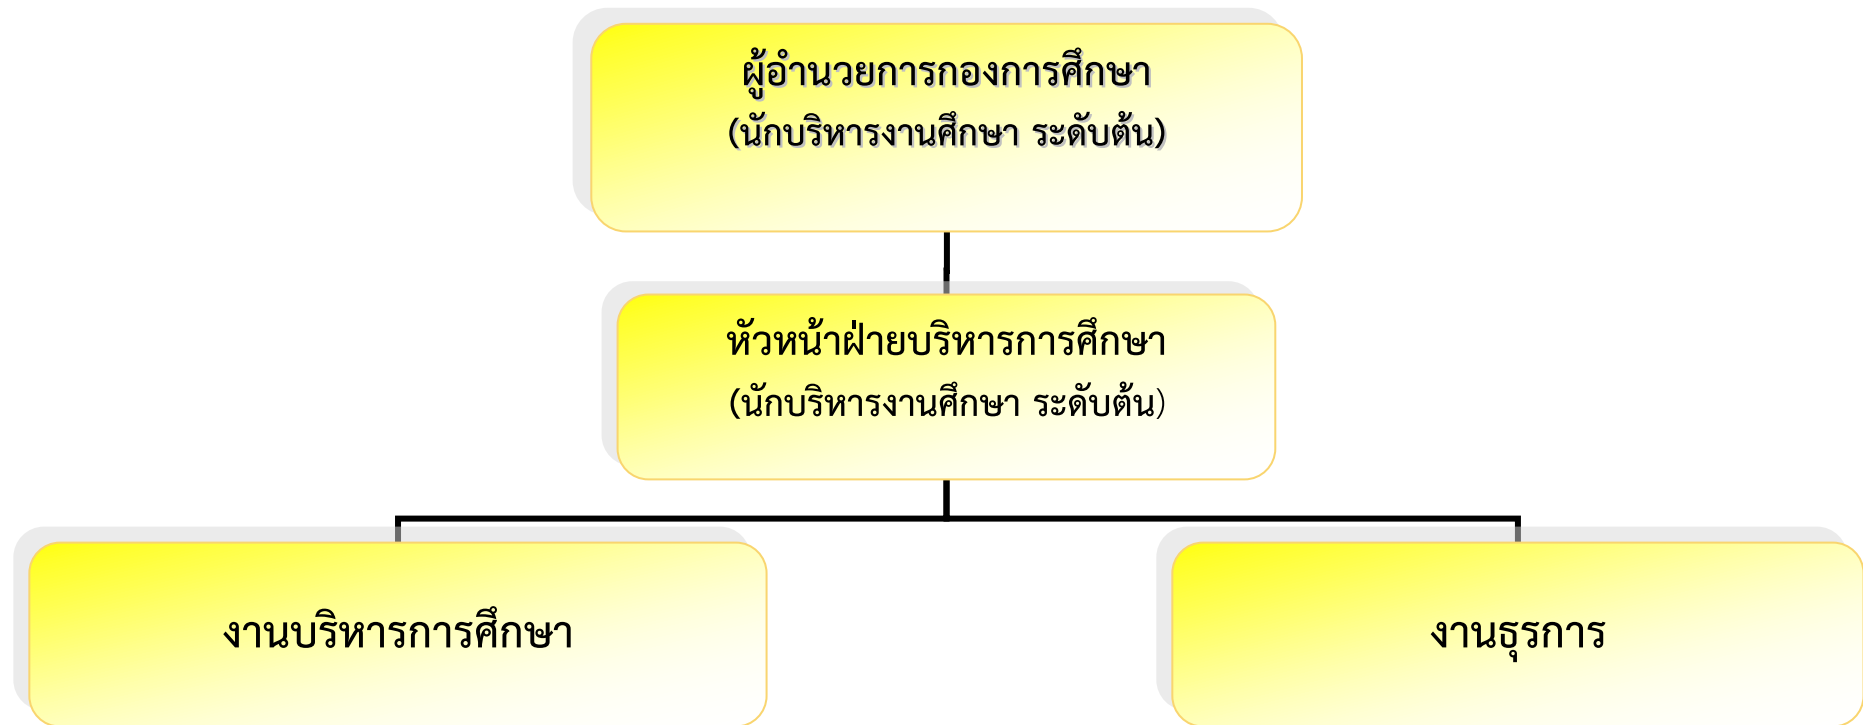 ผู้อำนวยการกองการศึกษา
(นักบริหารงานศึกษา ระดับต้น)
หัวหน้าฝ่ายบริหารการศึกษา
(นักบริหารงานศึกษา ระดับต้น)
งานบริหารการศึกษา
งานธุรการ